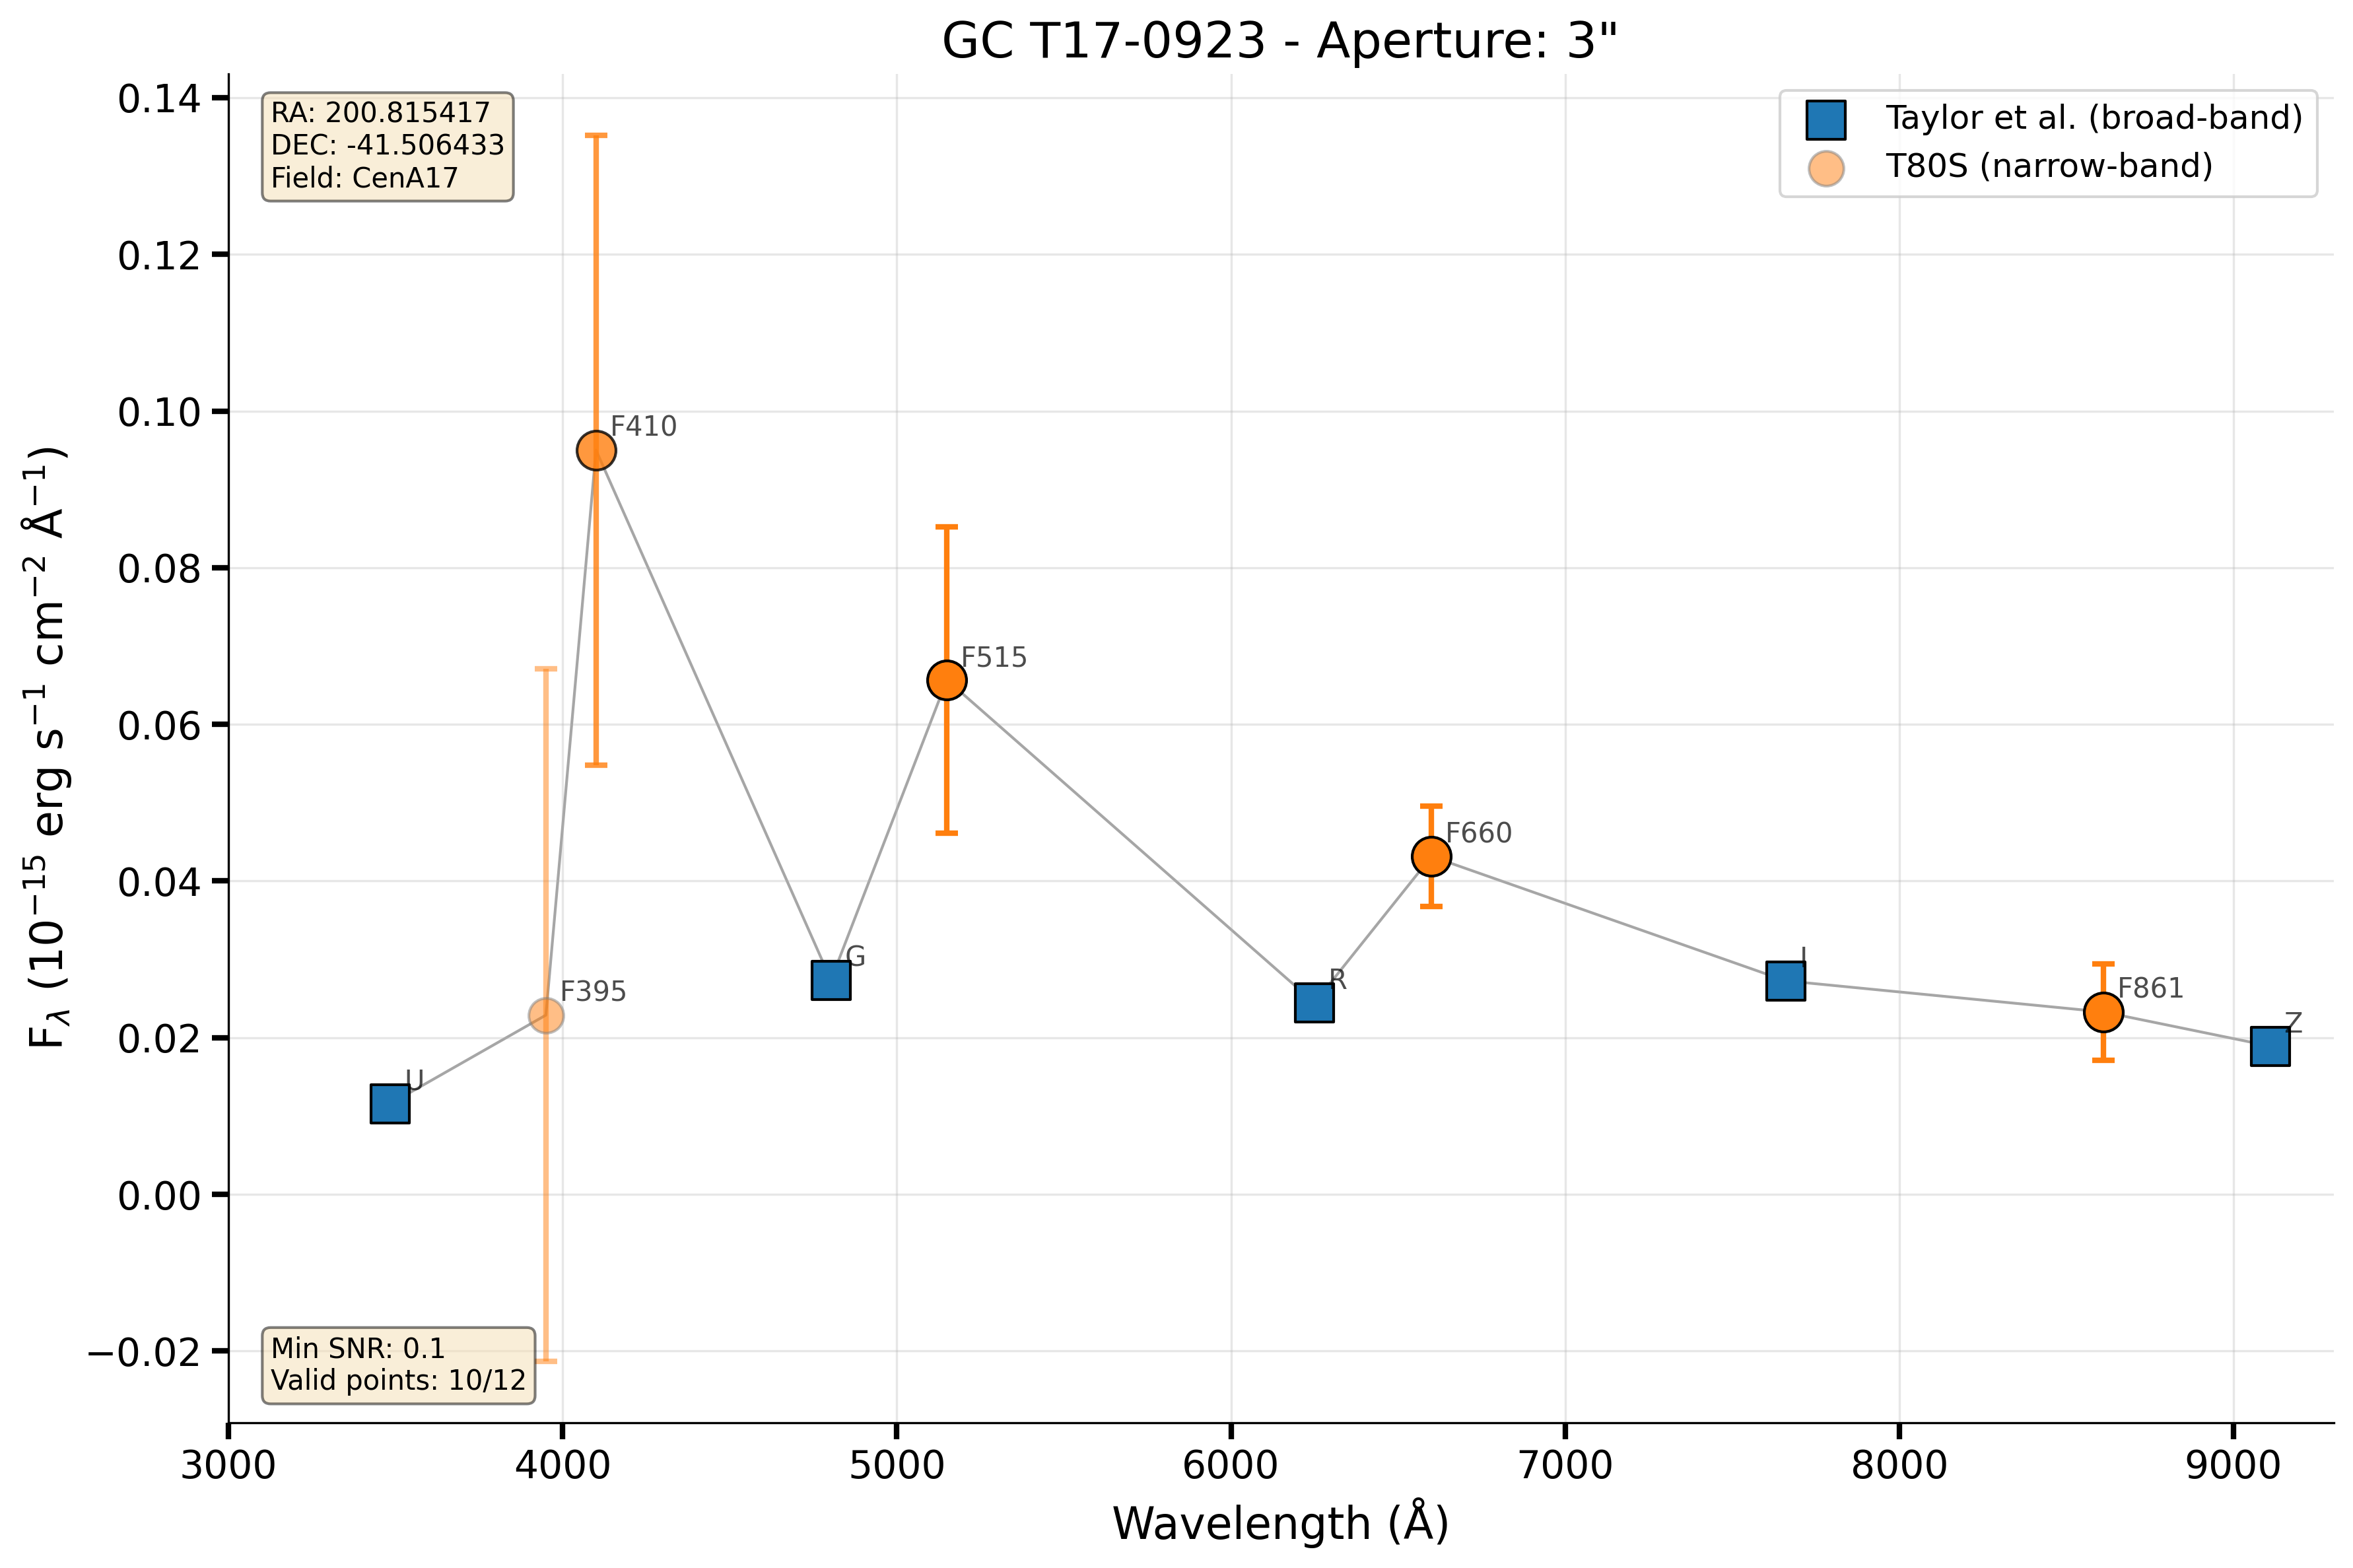 GC T17-0923 - Aperture: 3"
RA: 200.815417
DEC: -41.506433
Field: CenA17
Taylor et al. (broad-band)
T80S (narrow-band)
0.14
0.12
0.10
0.08
0.06
0.04
0.02
0.00
−0.02
F_λ (10⁻¹⁵ erg s⁻¹ cm⁻² Å⁻¹)
U
F395
F410
G
F515
R
F660
I
F861
Z
Min SNR: 0.1
Valid points: 10/12
3000 4000 5000 6000 7000 8000 9000
Wavelength (Å)